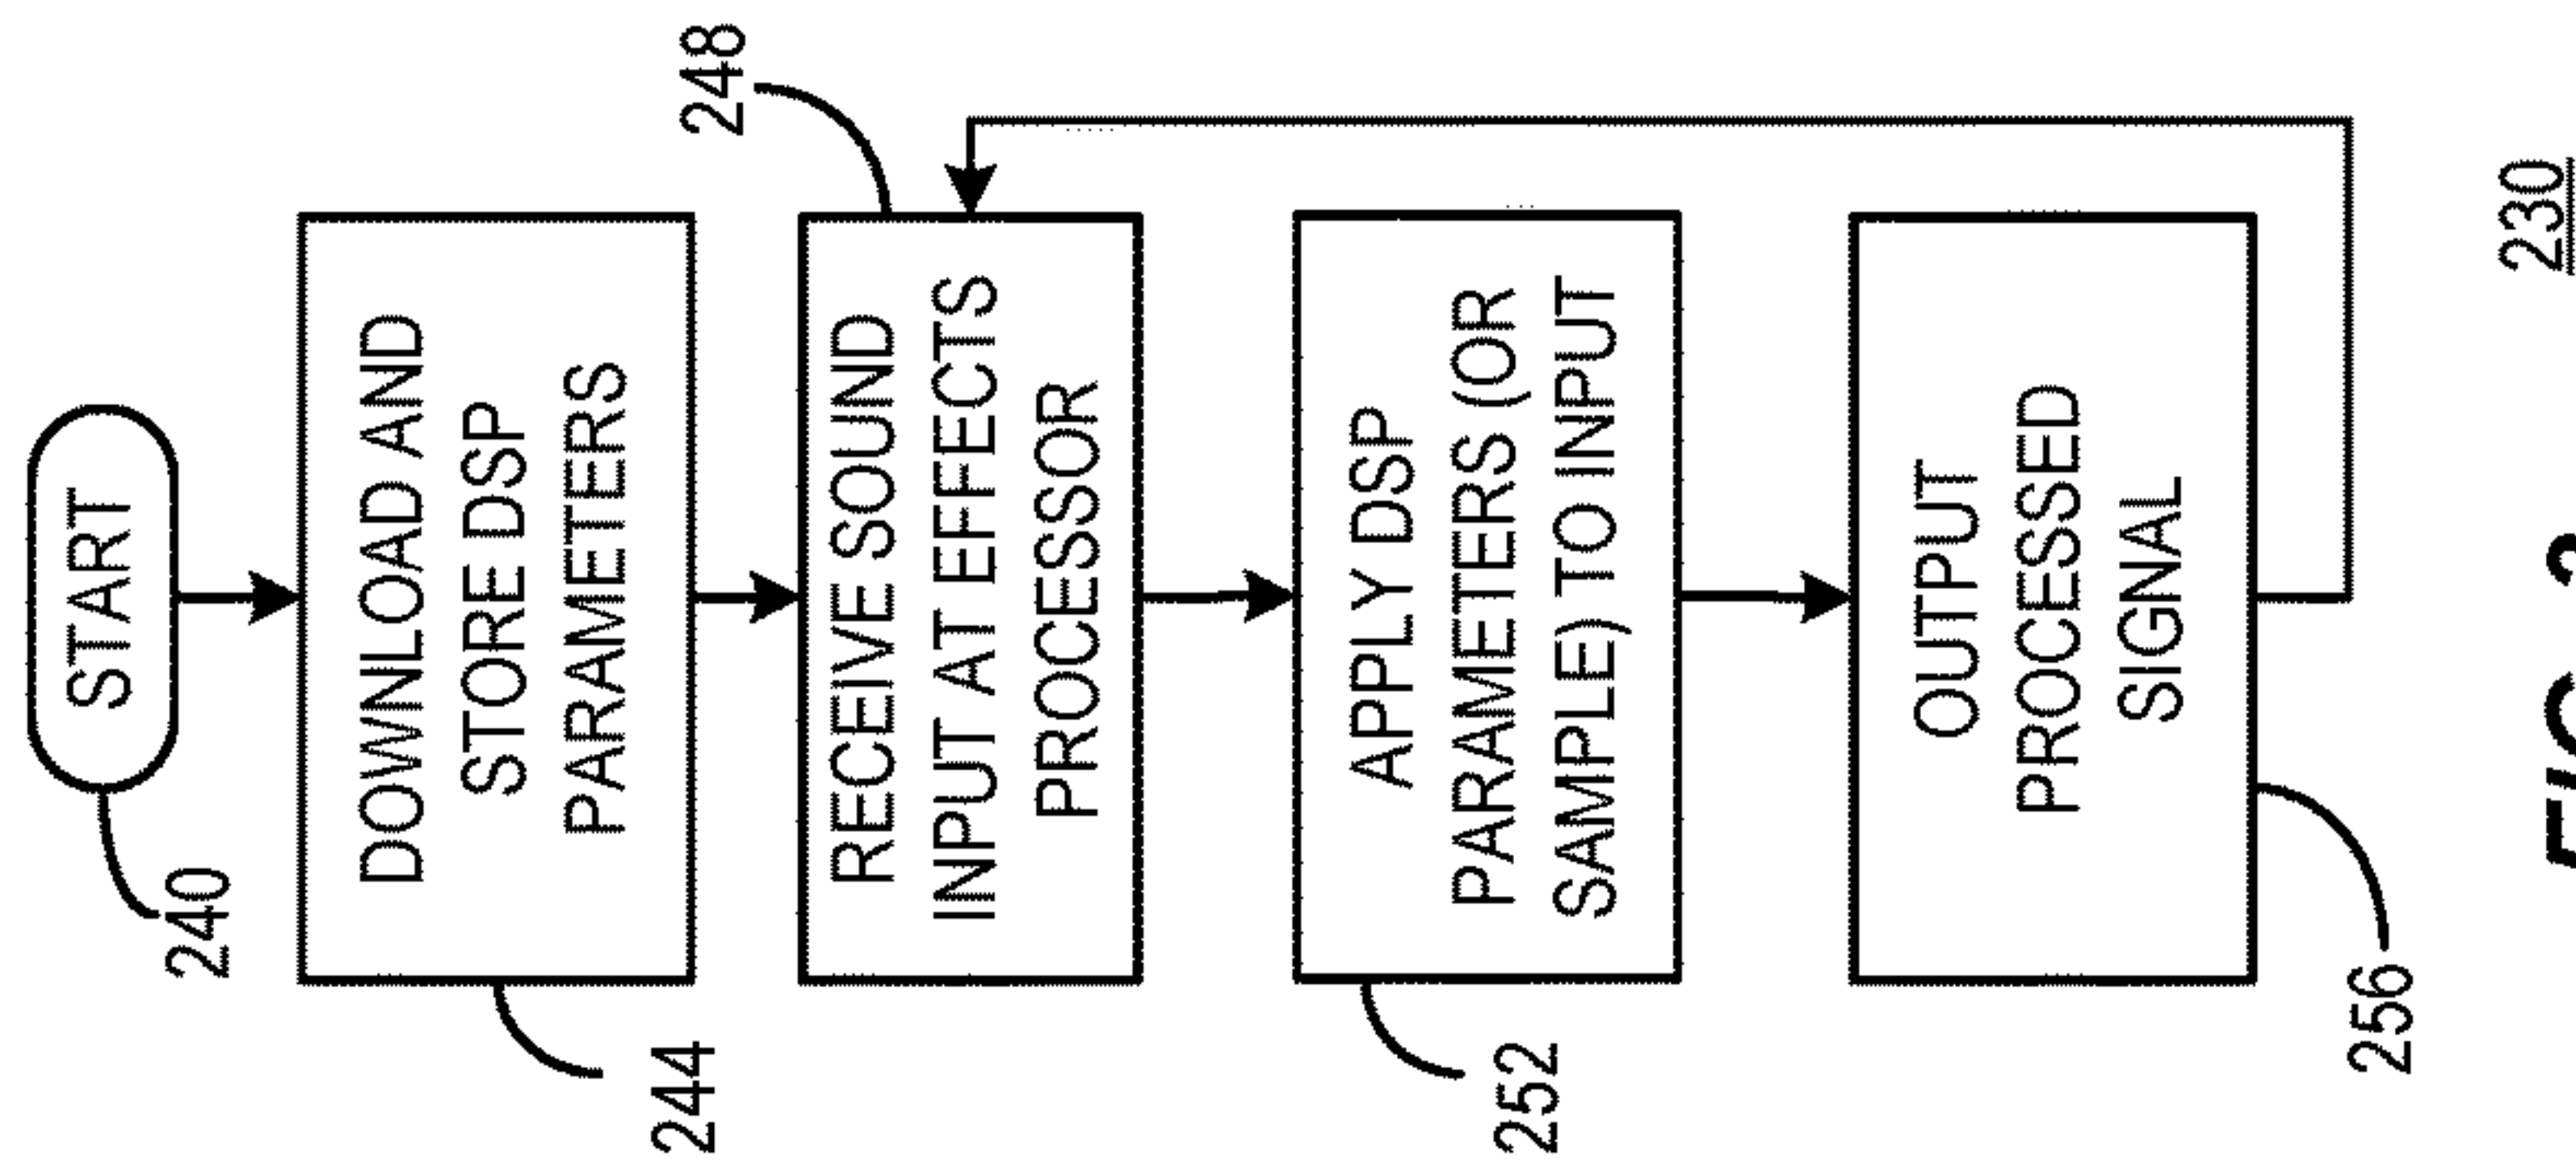 START
240
DOWNLOAD AND
STORE DSP
PARAMETERS
244
248
RECEIVE SOUND
INPUT AT EFFECTS
PROCESSOR
APPLY DSP
PARAMETERS (OR
SAMPLE) TO INPUT
252
OUTPUT
PROCESSED
SIGNAL
256
230